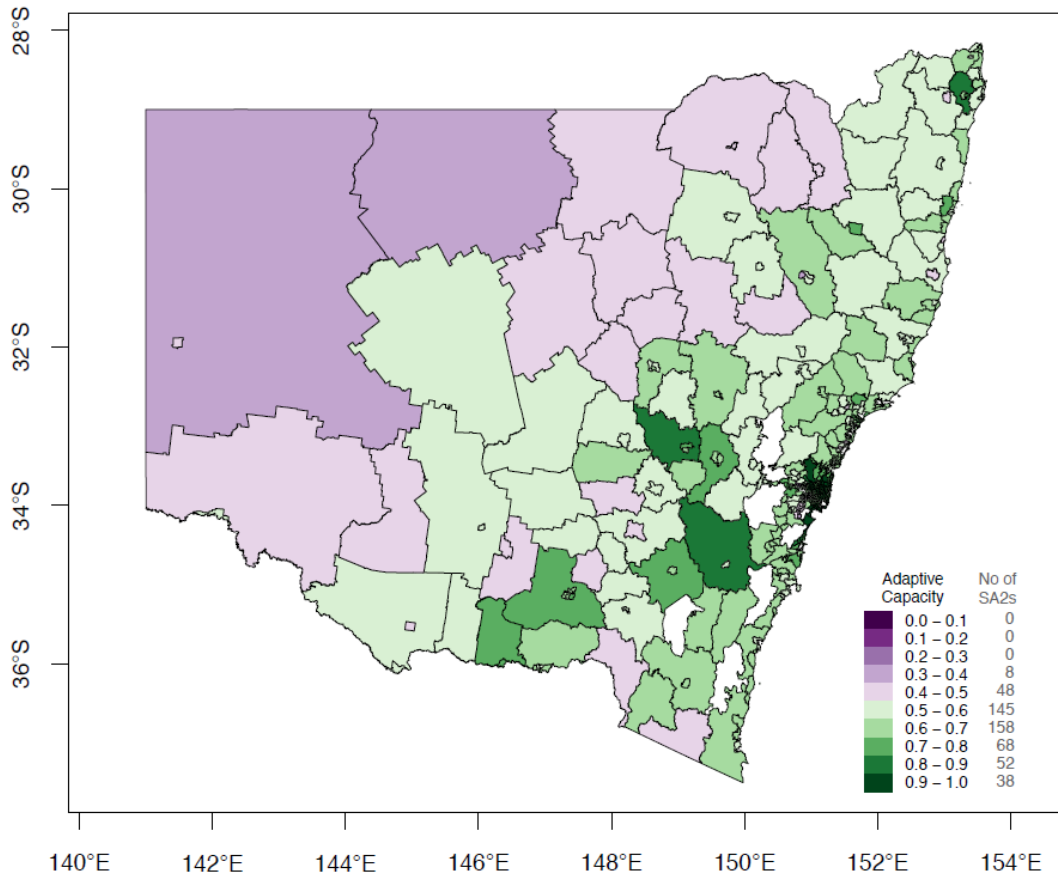 28°S
30°S
32°S
34°S
36°S
Adaptive Capacity No of SA2s
0.0 – 0.1 0
0.1 – 0.2 0
0.2 – 0.3 0
0.3 – 0.4 8
0.4 – 0.5 48
0.5 – 0.6 145
0.6 – 0.7 158
0.7 – 0.8 68
0.8 – 0.9 52
0.9 – 1.0 38
140°E 142°E 144°E 146°E 148°E 150°E 152°E 154°E